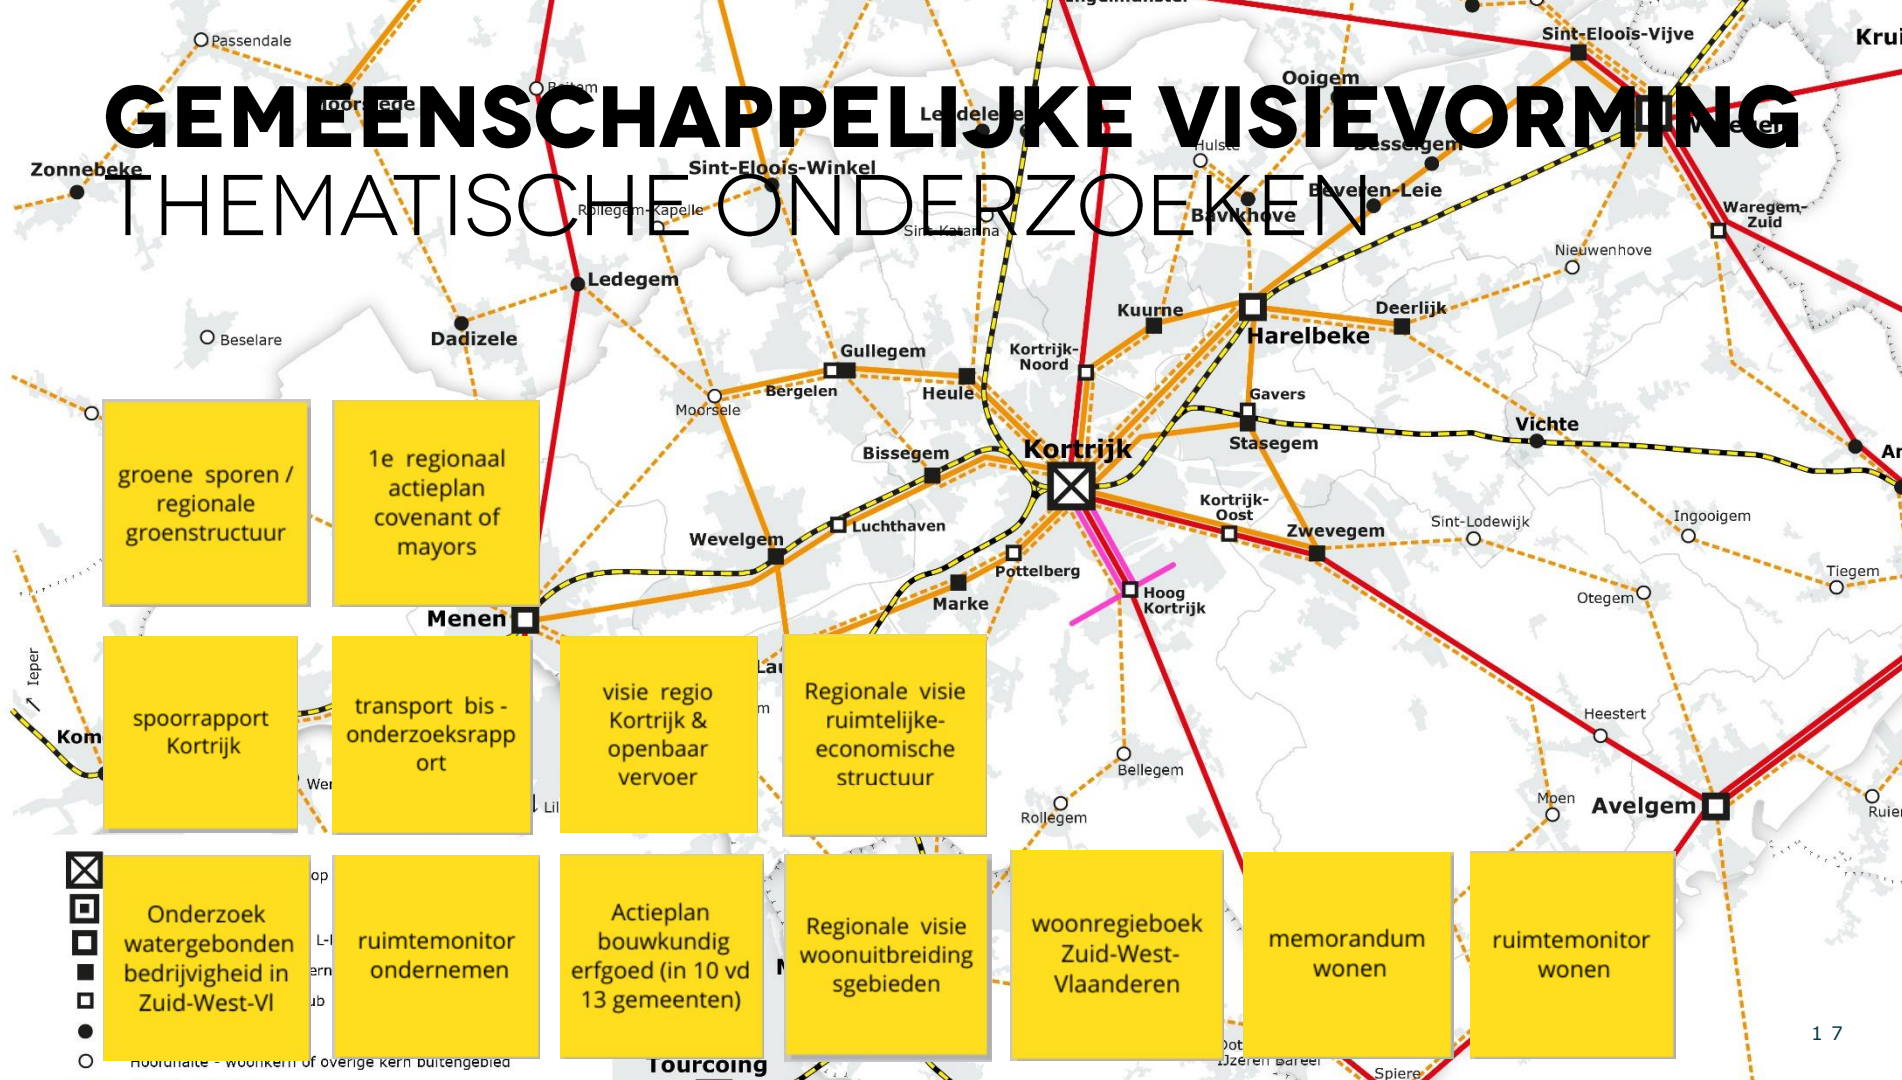 GEMEENSCHAPPELIJKE VISIEVORMING
THEMATISCHE ONDERZOEKEN
Passendale
Sint-Eloois-Vijve
Ooigem
Zonnebeke
Sint-Eloois-Winkel
Rollegem-Kapelle
Sint-Katarina
Hulste
Desselgem
Beveren-Leie
Bavikhove
Waregem-
Zuid
Nieuwenhove
Ledegem
Dadizele
Beselare
Kuurne
Harelbeke
Deerlijk
Gullegem
Bergelen
Heule
Kortrijk-
Noord
Moorsele
Gavers
Stasegem
Vichte
Kortrijk
Bissegem
Luchthaven
Wevelgem
Kortrijk-
Oost
Zwevegem
Sint-Lodewijk
Ingooigem
Tiegem
Otegem
Pottelberg
Marke
Hoog
Kortrijk
Menen
Ieper
Heestert
Bellegem
Rollegem
Moen
Avelgem
groene sporen /
regionale
groenstructuur
1e regionaal
actieplan
covenant of
mayors
spoorrapport
Kortrijk
transport bis -
onderzoeksrapp
ort
visie regio
Kortrijk &
openbaar
vervoer
Regionale visie
ruimtelijke-
economische
structuur
Onderzoek
watergebonden
bedrijvigheid in
Zuid-West-Vl
ruimtemonitor
ondernemen
Actieplan
bouwkundig
erfgoed (in 10 vd
13 gemeenten)
Regionale visie
woonuitbreiding
sgebieden
woonregieboek
Zuid-West-
Vlaanderen
memorandum
wonen
ruimtemonitor
wonen
Tourcoing
Spiere
17